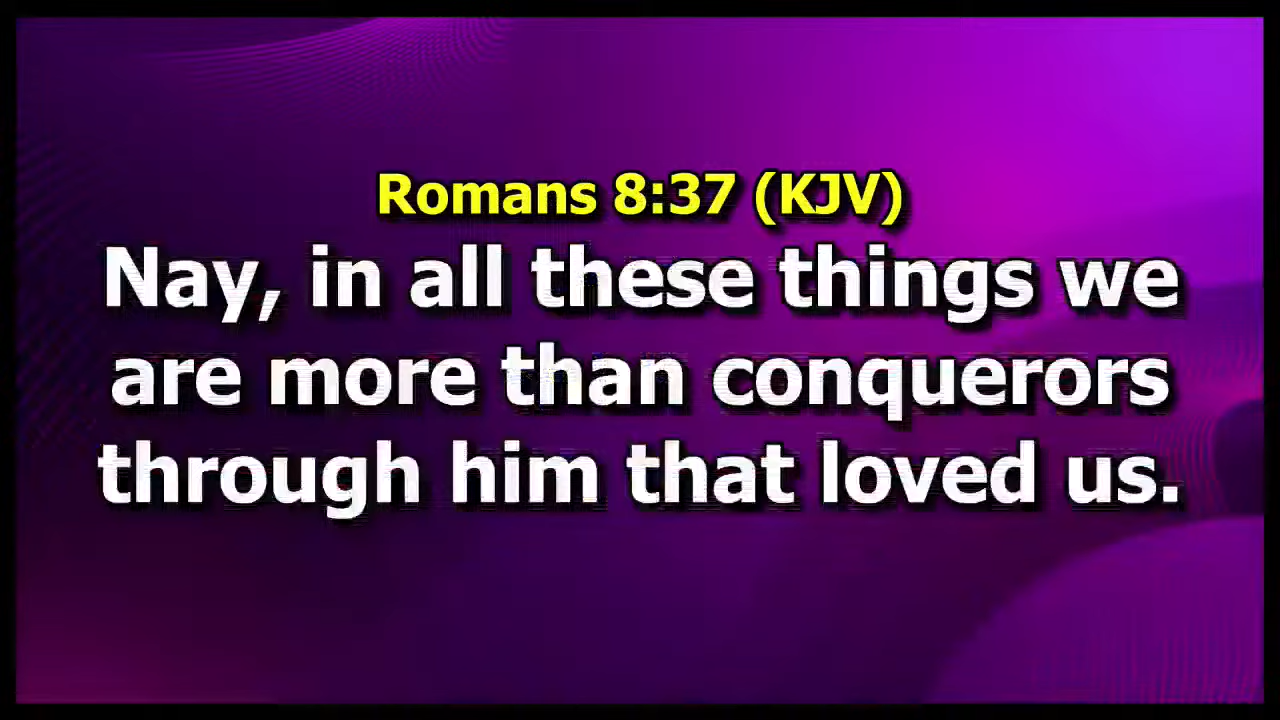 Romans 8:37 (KJV)
Nay, in all these things we
are more than conquerors
through him that loved us.